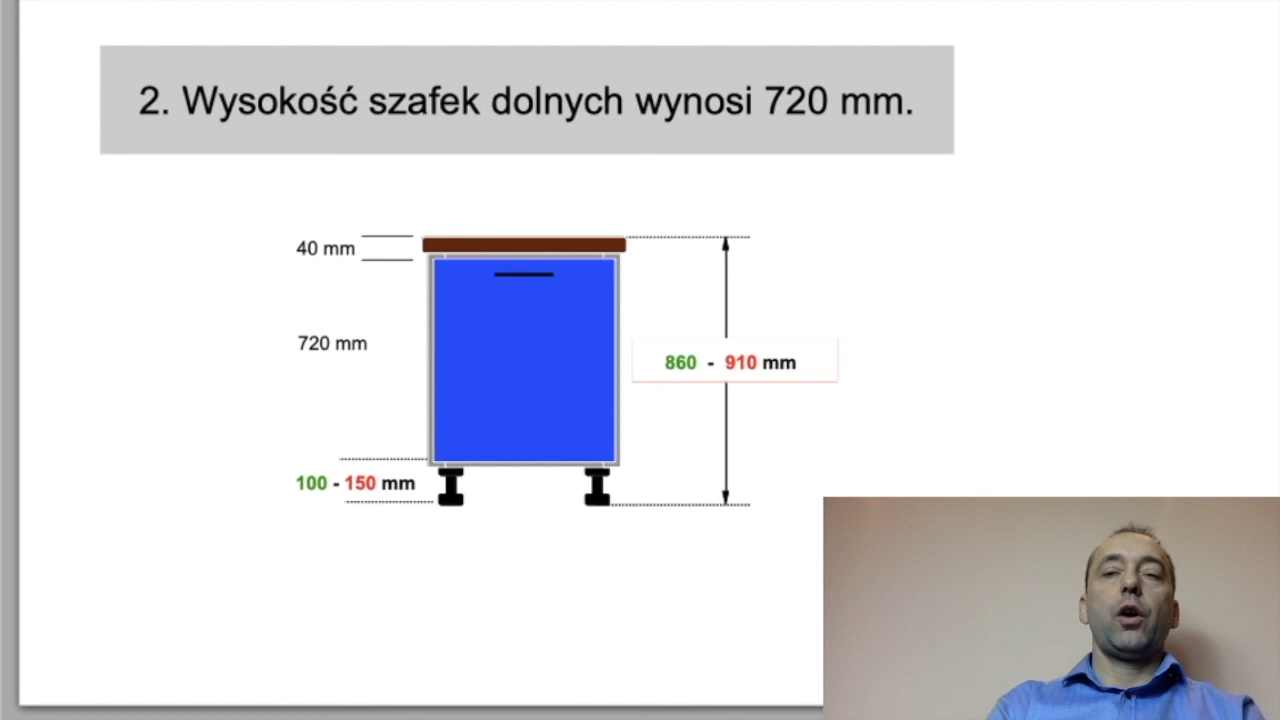 2. Wysokość szafek dolnych wynosi 720 mm.
40 mm
720 mm
860 - 910 mm
100 - 150 mm